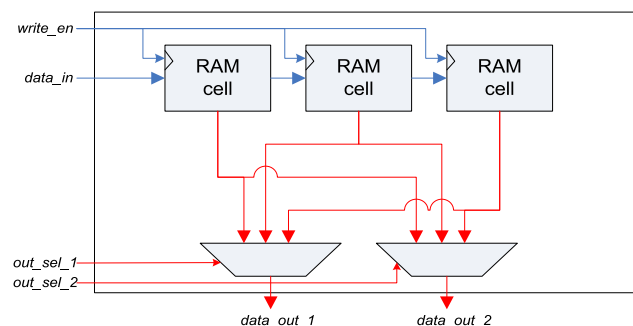 write_en
data_in
RAM
cell
RAM
cell
RAM
cell
out_sel_1
out_sel_2
data_out_1
data_out_2